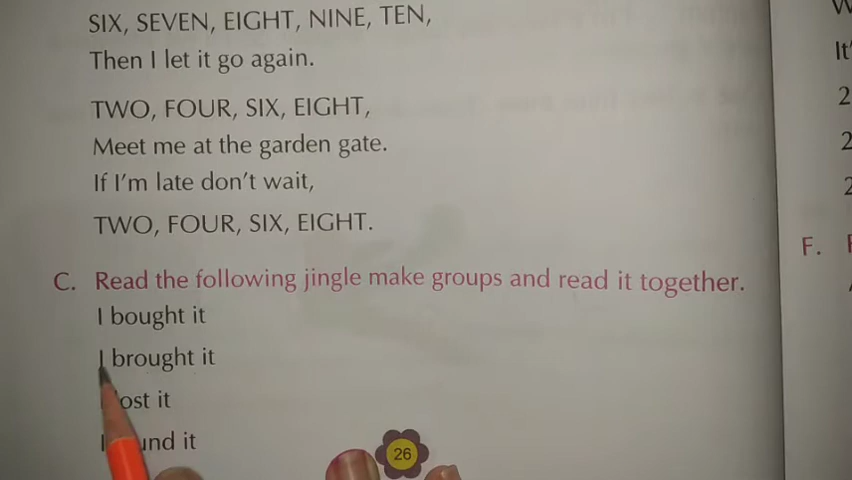 SIX, SEVEN, EIGHT, NINE, TEN,
Then I let it go again.
TWO, FOUR, SIX, EIGHT,
Meet me at the garden gate.
If I'm late don't wait,
TWO, FOUR, SIX, EIGHT.
C. Read the following jingle make groups and read it together.
I bought it
I brought it
lost it
I it
26
It'
2
2
2
F.